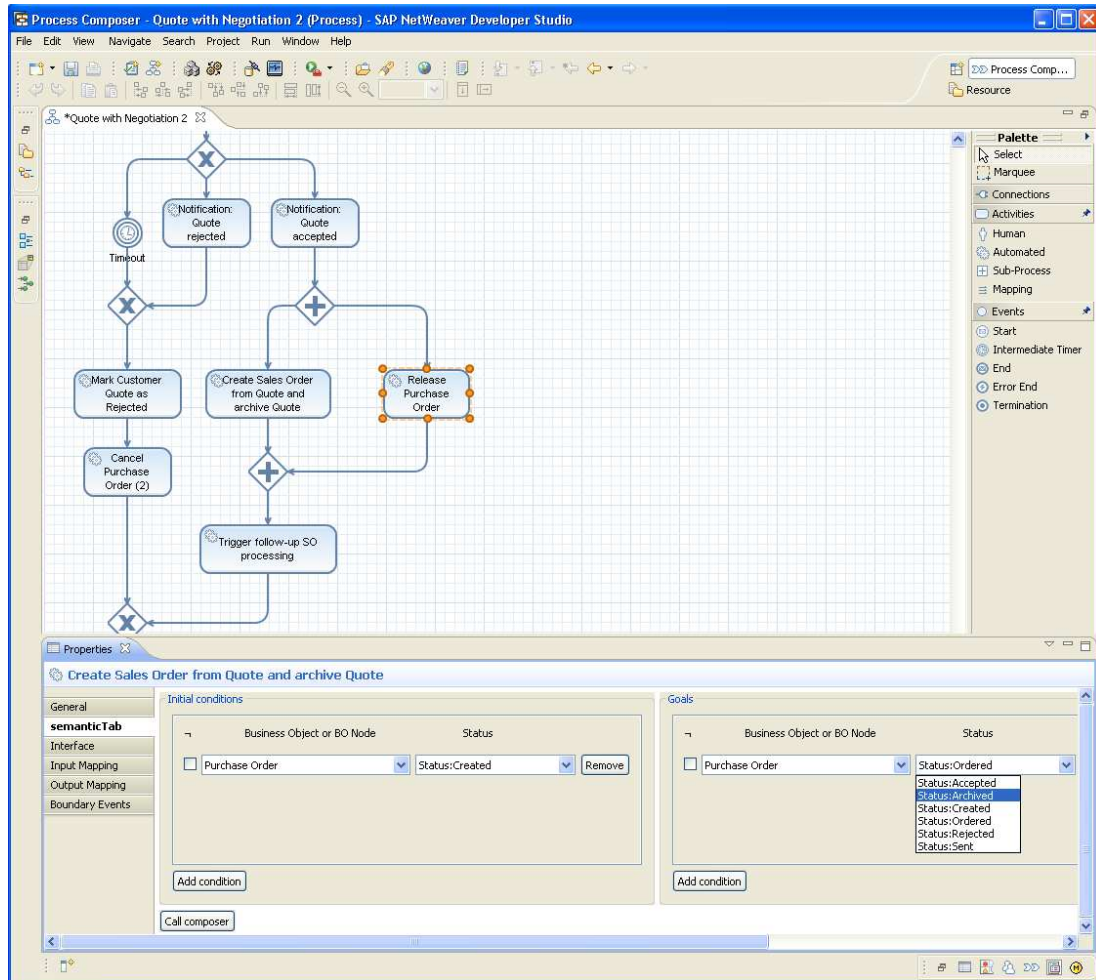 Process Composer - Quote with Negotiation 2 (Process) - SAP NetWeaver Developer Studio
File Edit View Navigate Search Project Run Window Help
Process Comp...
Resource
*Quote with Negotiation 2
Palette
Select
Marquee
Connections
Activities
Human
Automated
Sub-Process
Mapping
Events
Start
Intermediate Timer
End
Error End
Termination
Notification:
Quote
rejected
Notification:
Quote
accepted
Timeout
Mark Customer
Quote as
Rejected
Create Sales Order
from Quote and
archive Quote
Release
Purchase
Order
Cancel
Purchase
Order (2)
Trigger follow-up SO
processing
Properties
Create Sales Order from Quote and archive Quote
General
semanticTab
Interface
Input Mapping
Output Mapping
Boundary Events
Initial conditions
¬ Business Object or BO Node Status
Purchase Order Status:Created Remove
Add condition
Call composer
Goals
¬ Business Object or BO Node Status
Purchase Order Status:Ordered
Status:Accepted
Status:Archived
Status:Created
Status:Ordered
Status:Rejected
Status:Sent
Add condition